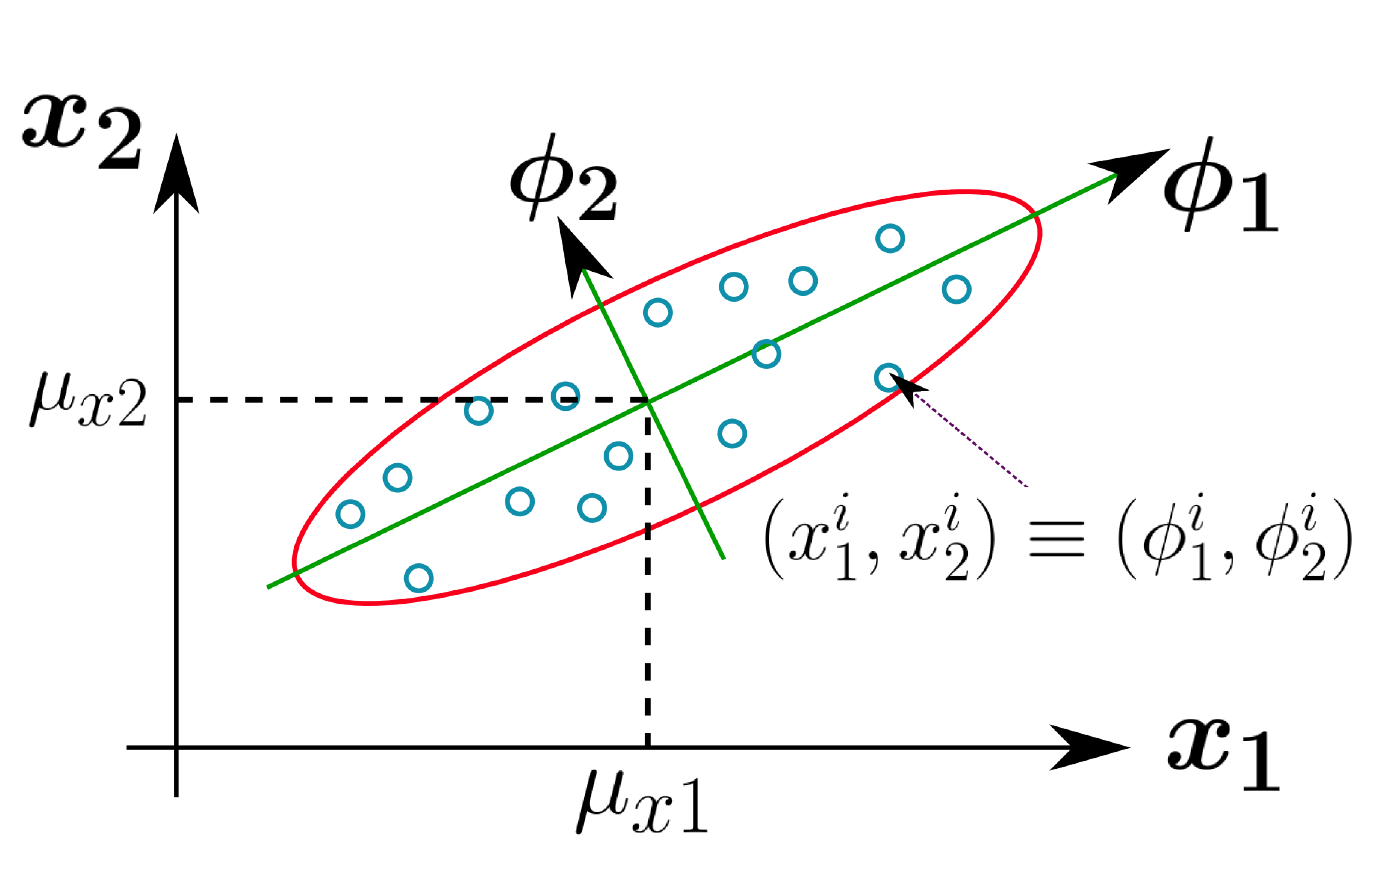 x₂
ϕ₂
ϕ₁
μₓ₂
(x₁ⁱ, x₂ⁱ) ≡ (ϕ₁ⁱ, ϕ₂ⁱ)
x₁
μₓ₁